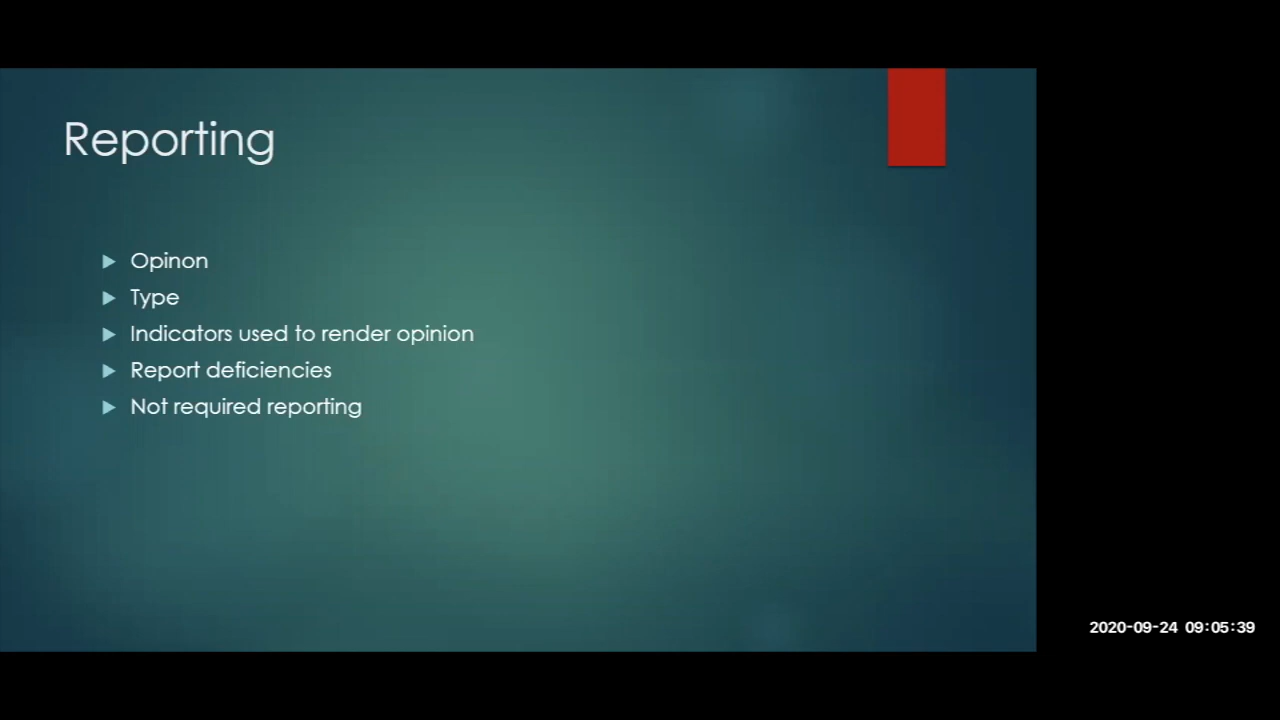 Reporting
Opinon
Type
Indicators used to render opinion
Report deficiencies
Not required reporting
2020-09-24 09:05:39